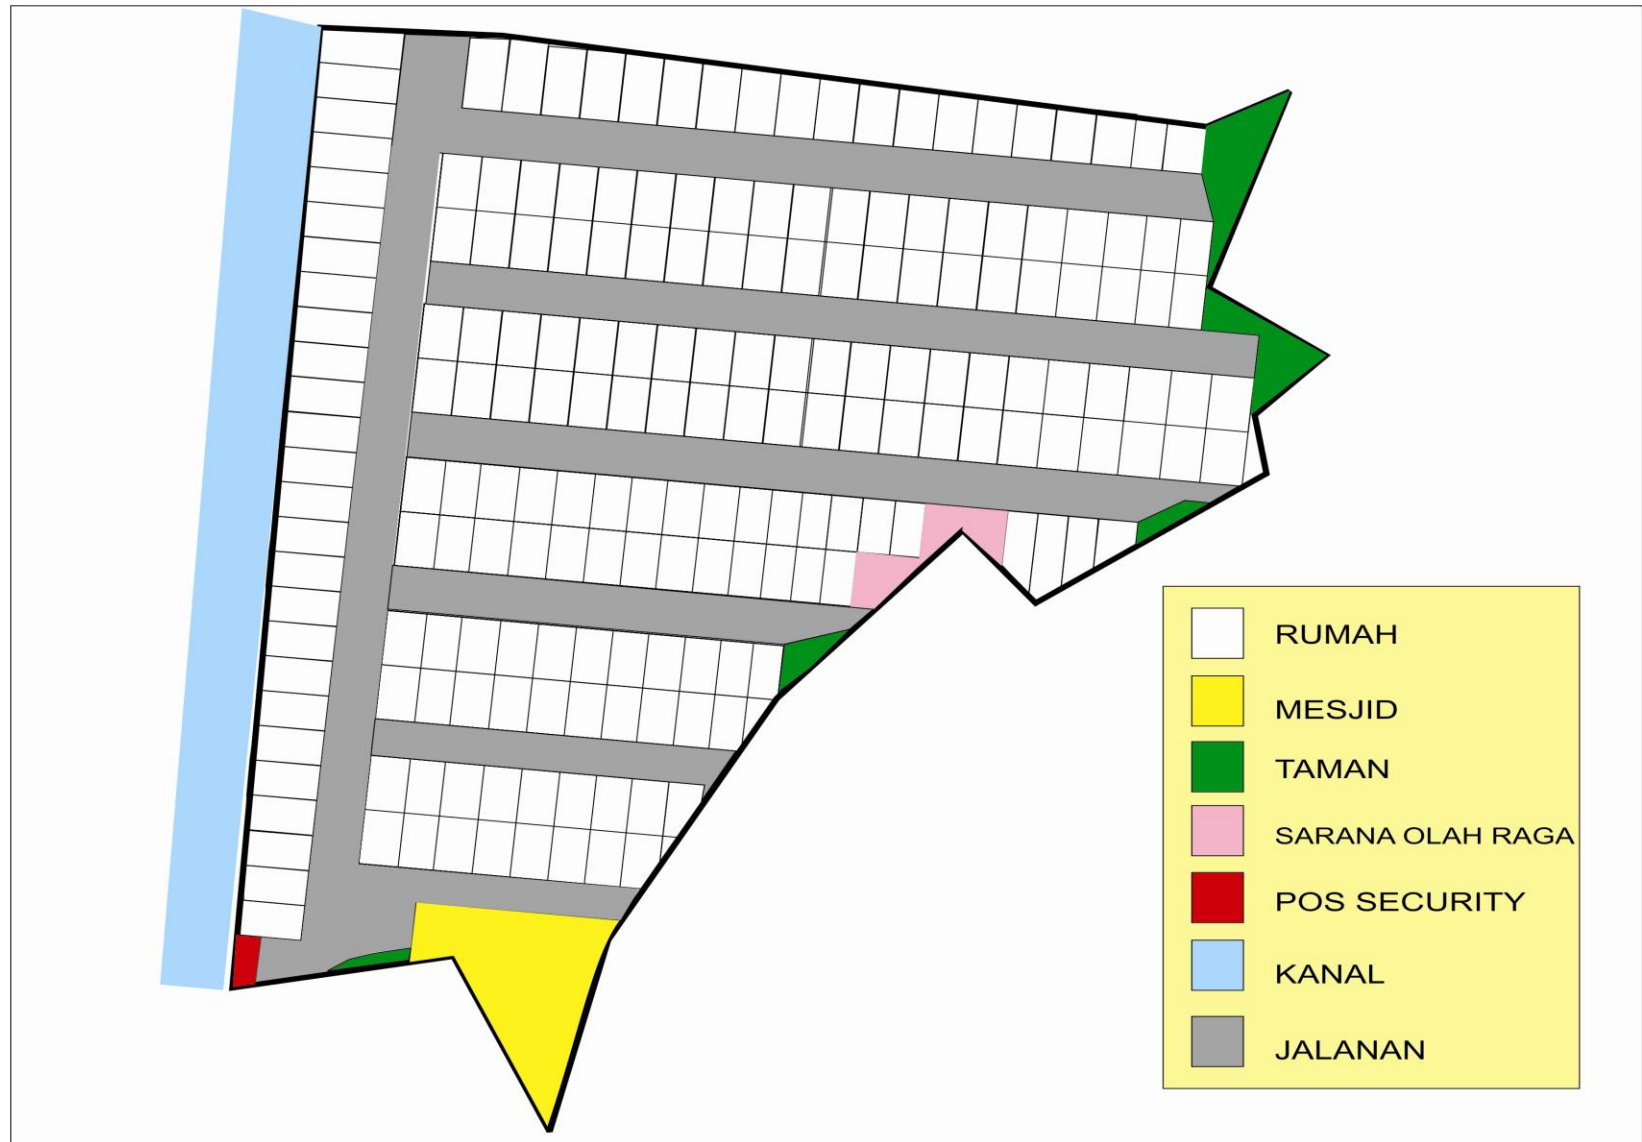 RUMAH
MESJID
TAMAN
SARANA OLAH RAGA
POS SECURITY
KANAL
JALANAN